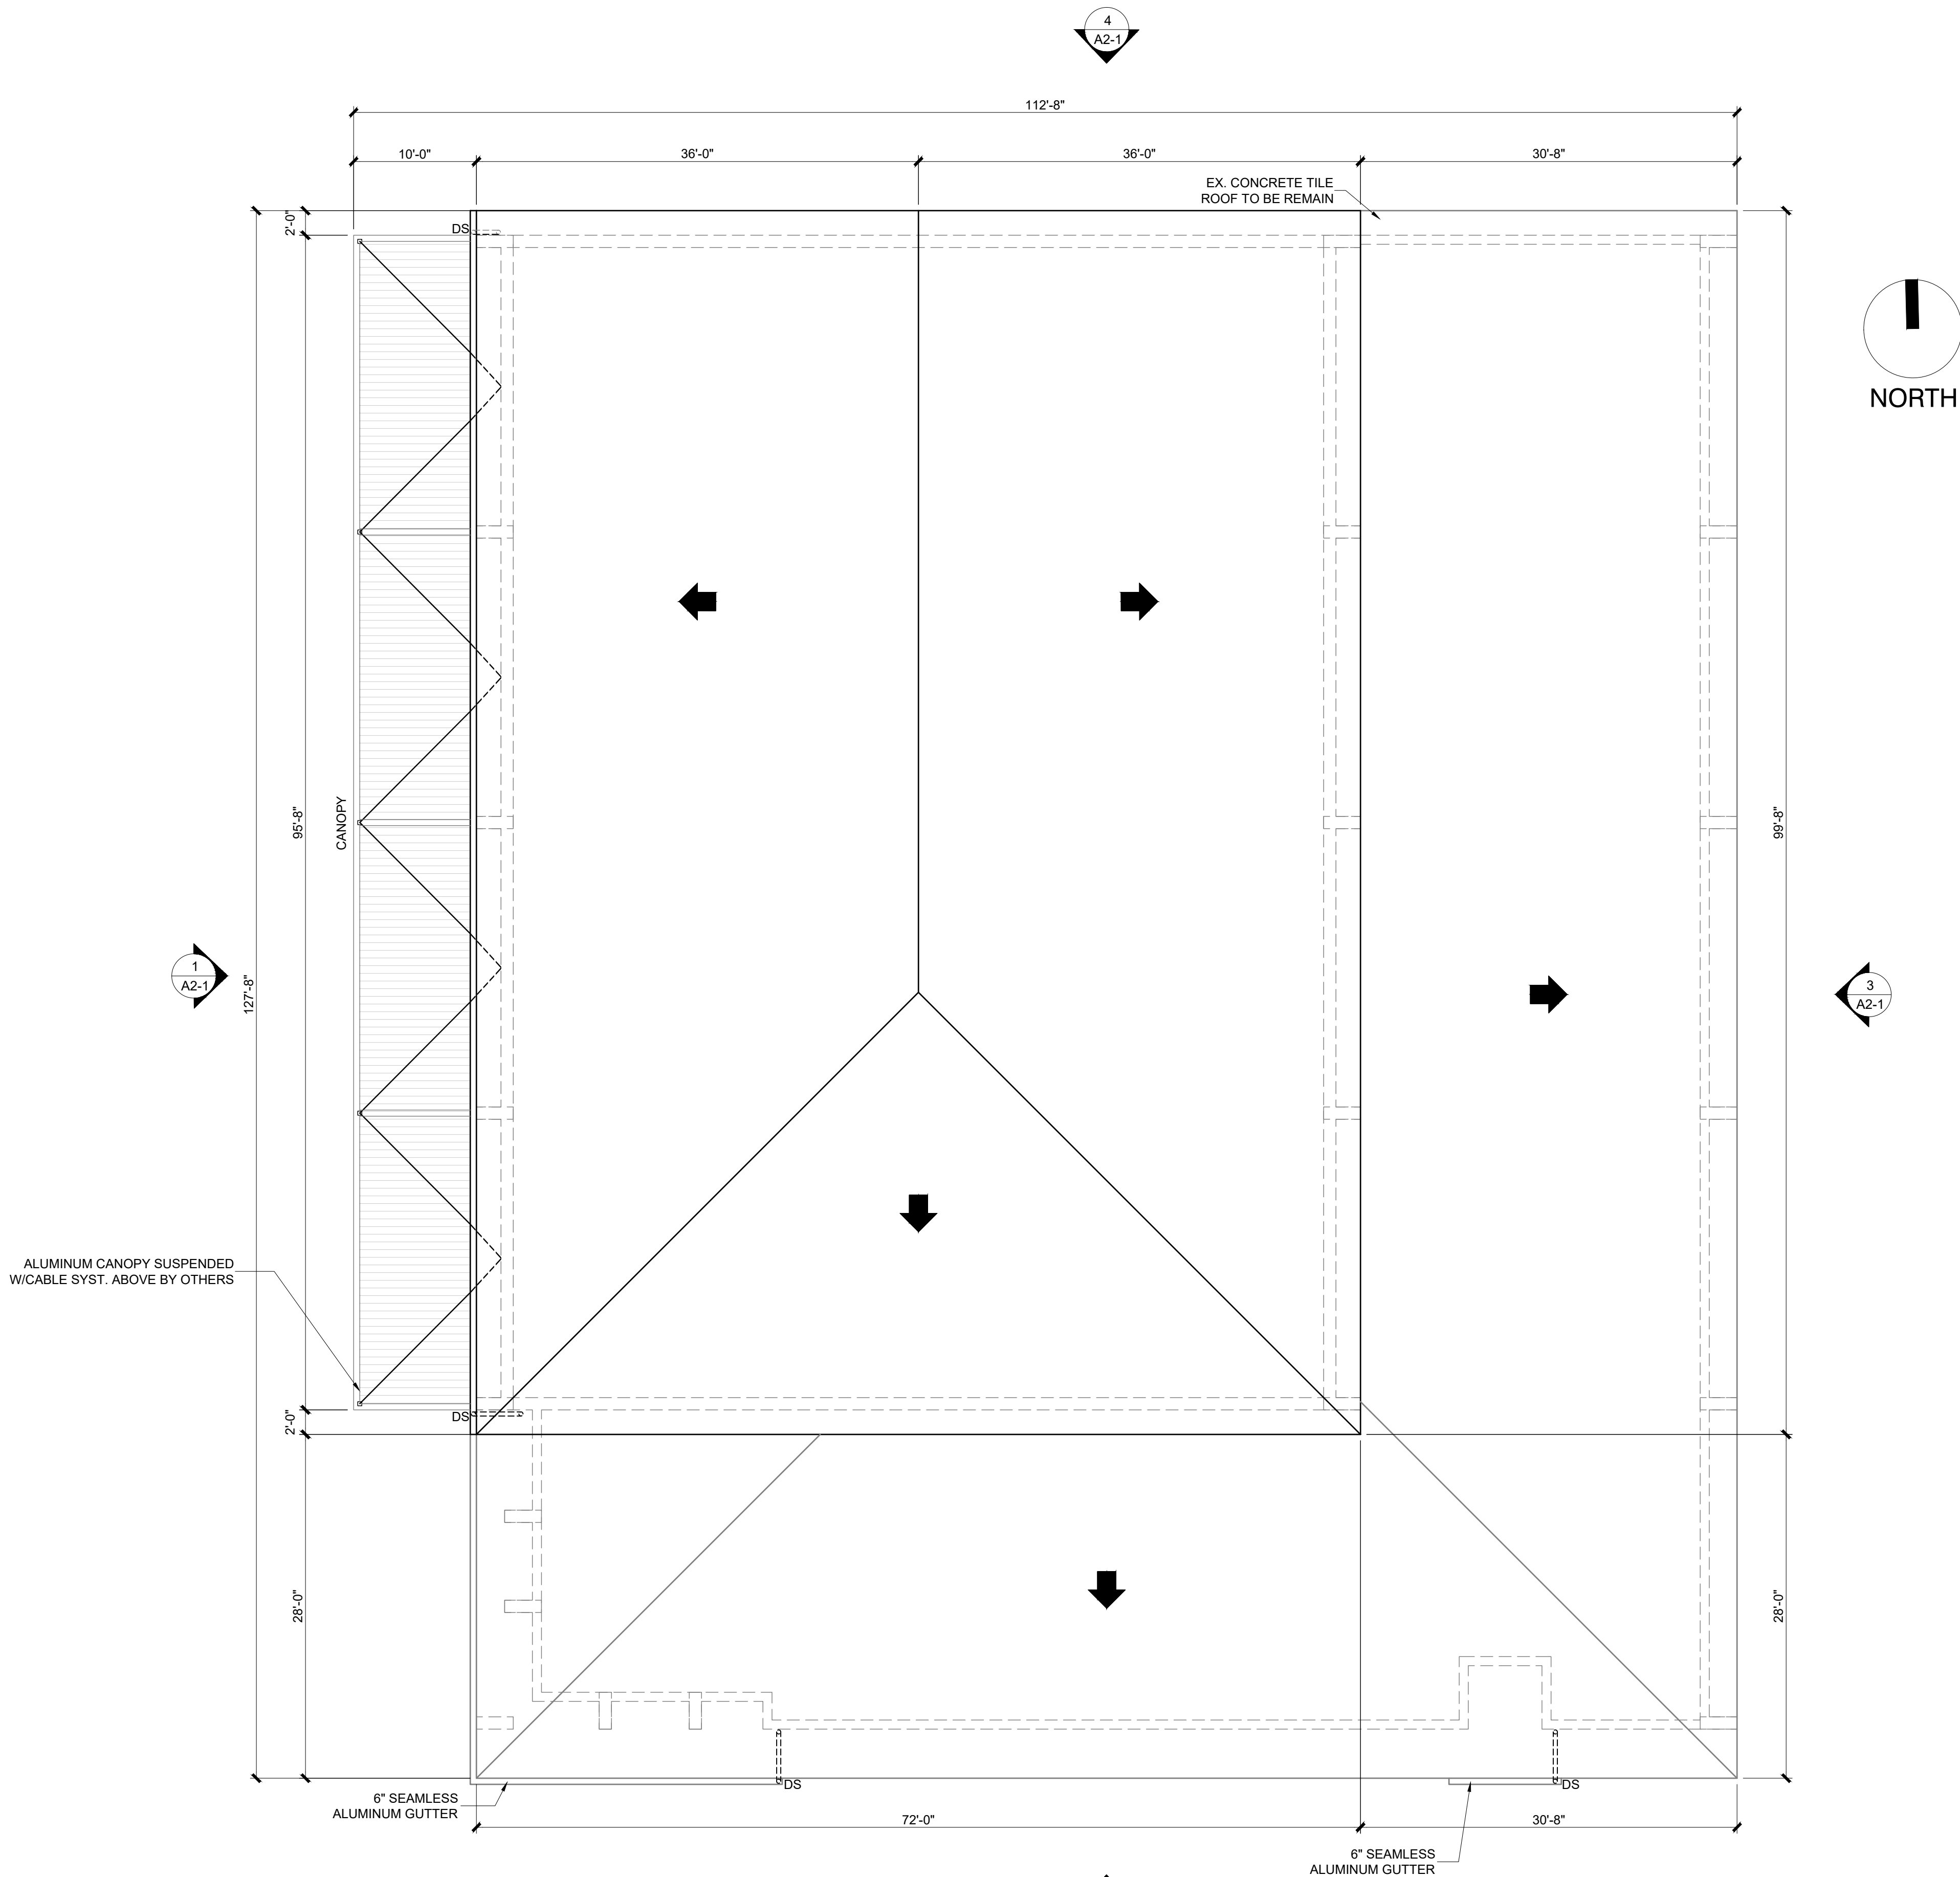 4
A2-1
112'-8"
10'-0"
36'-0"
36'-0"
30'-8"
EX. CONCRETE TILE
ROOF TO BE REMAIN
2'-0"
DS
NORTH
95'-8"
CANOPY
99'-8"
127'-8"
1
A2-1
3
A2-1
ALUMINUM CANOPY SUSPENDED
W/CABLE SYST. ABOVE BY OTHERS
DS
2'-0"
28'-0"
28'-0"
DS
DS
6" SEAMLESS
ALUMINUM GUTTER
72'-0"
30'-8"
6" SEAMLESS
ALUMINUM GUTTER